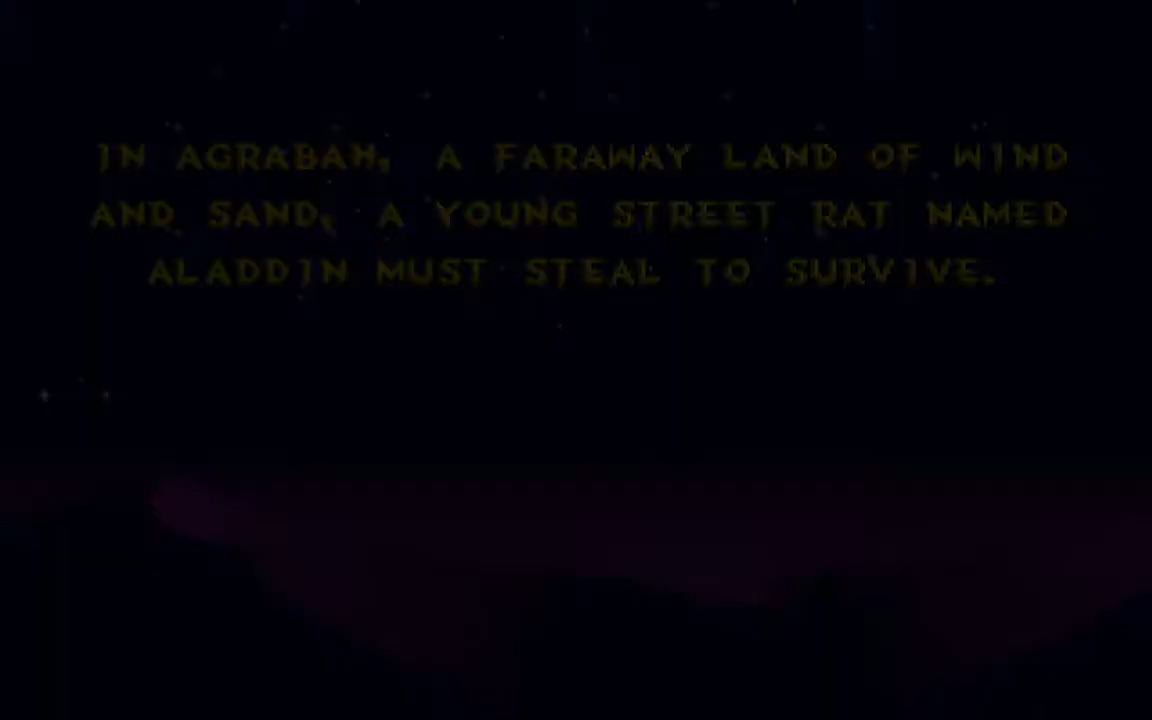 IN AGRABAH, A FARAWAY LAND OF WIND
AND SAND, A YOUNG STREET RAT NAMED
ALADDIN MUST STEAL TO SURVIVE.